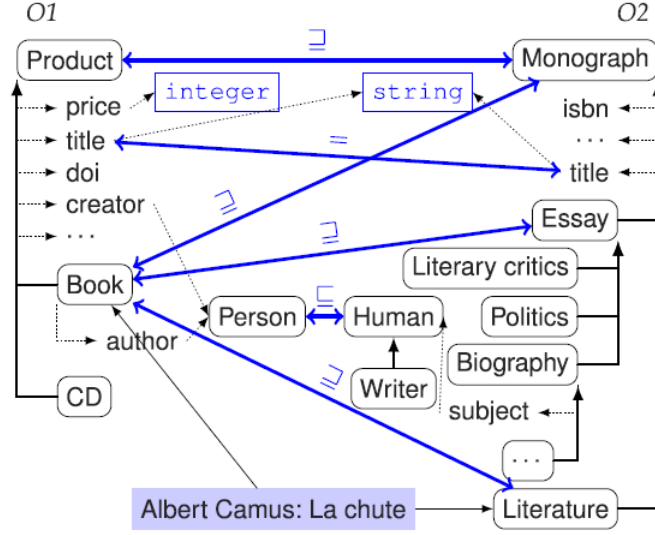 O1
O2
⊒
Product
Monograph
price
integer
string
isbn
title
=
···
doi
title
creator
⊒
···
⊒
Essay
Book
Literary critics
⊑
Person
Human
Politics
author
Biography
⊒
Writer
CD
subject
···
Albert Camus: La chute
Literature